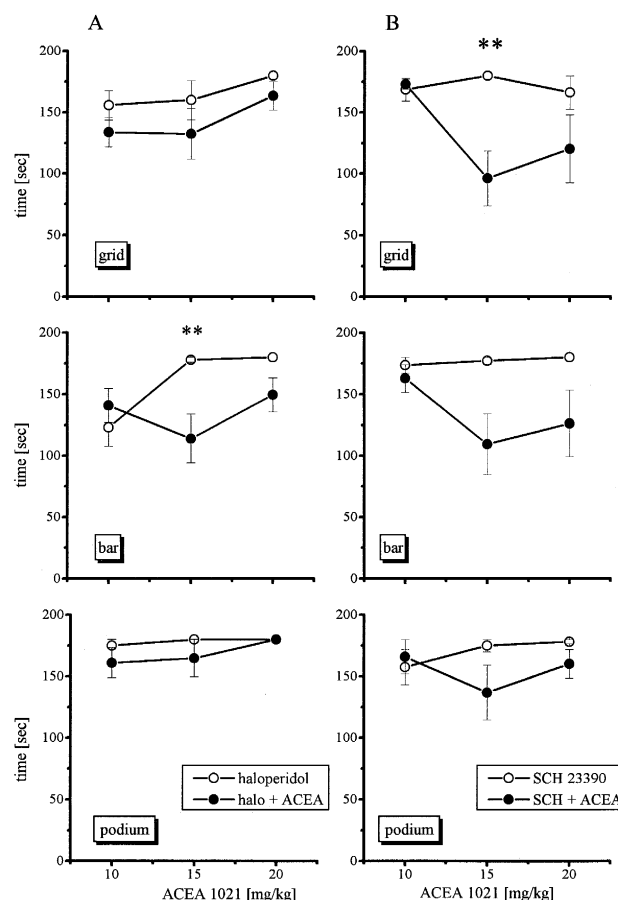 A
B
200
150
100
50
0
time [sec]
grid
200
150
100
50
0
time [sec]
**
grid
200
150
100
50
0
time [sec]
**
bar
200
150
100
50
0
time [sec]
bar
200
150
100
50
0
time [sec]
haloperidol
halo + ACEA
podium
10
15
20
ACEA 1021 [mg/kg]
200
150
100
50
0
time [sec]
SCH 23390
SCH + ACEA
podium
10
15
20
ACEA 1021 [mg/kg]